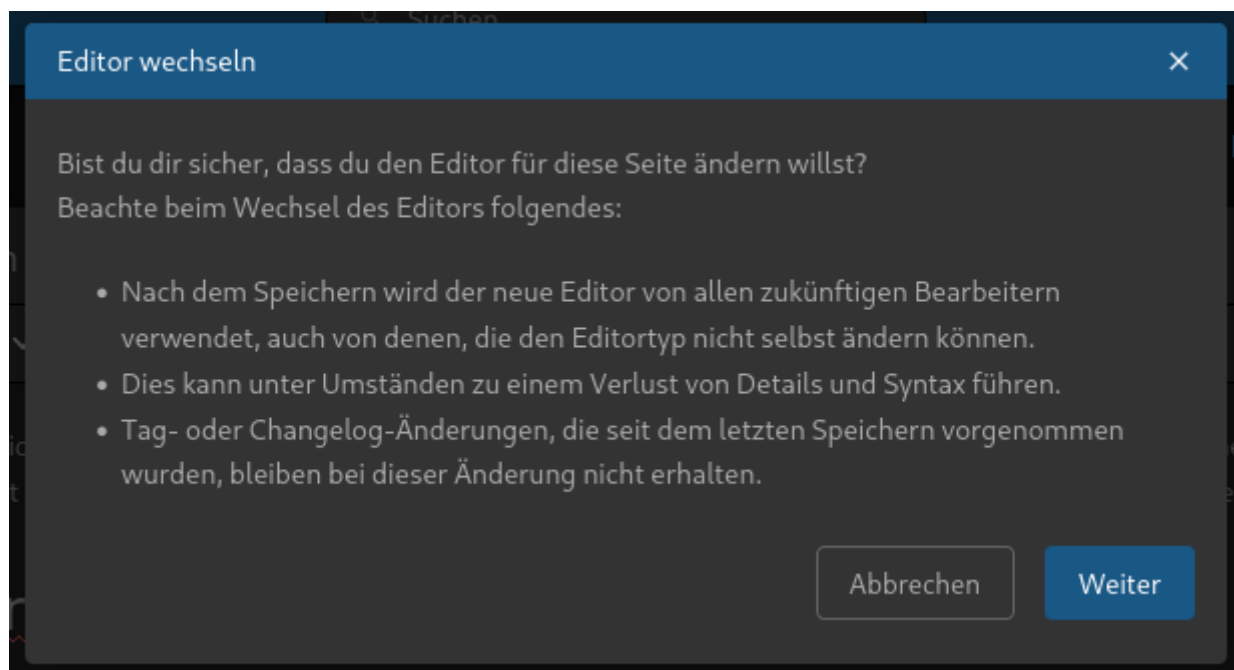 Suchen
Editor wechseln
Bist du dir sicher, dass du den Editor für diese Seite ändern willst?
Beachte beim Wechsel des Editors folgendes:
• Nach dem Speichern wird der neue Editor von allen zukünftigen Bearbeitern
verwendet, auch von denen, die den Editortyp nicht selbst ändern können.
• Dies kann unter Umständen zu einem Verlust von Details und Syntax führen.
• Tag- oder Changelog-Änderungen, die seit dem letzten Speichern vorgenommen
wurden, bleiben bei dieser Änderung nicht erhalten.
Abbrechen Weiter